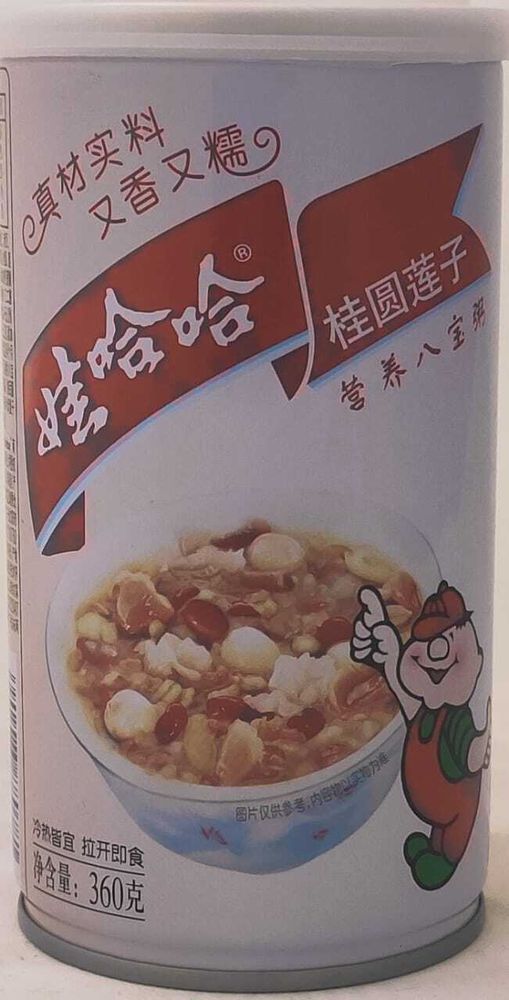 真材实料
又香又糯
娃哈哈®
桂圆莲子
营养八宝粥
图片仅供参考,内容物以实物为准
冷热皆宜 拉开即食
净含量: 360克